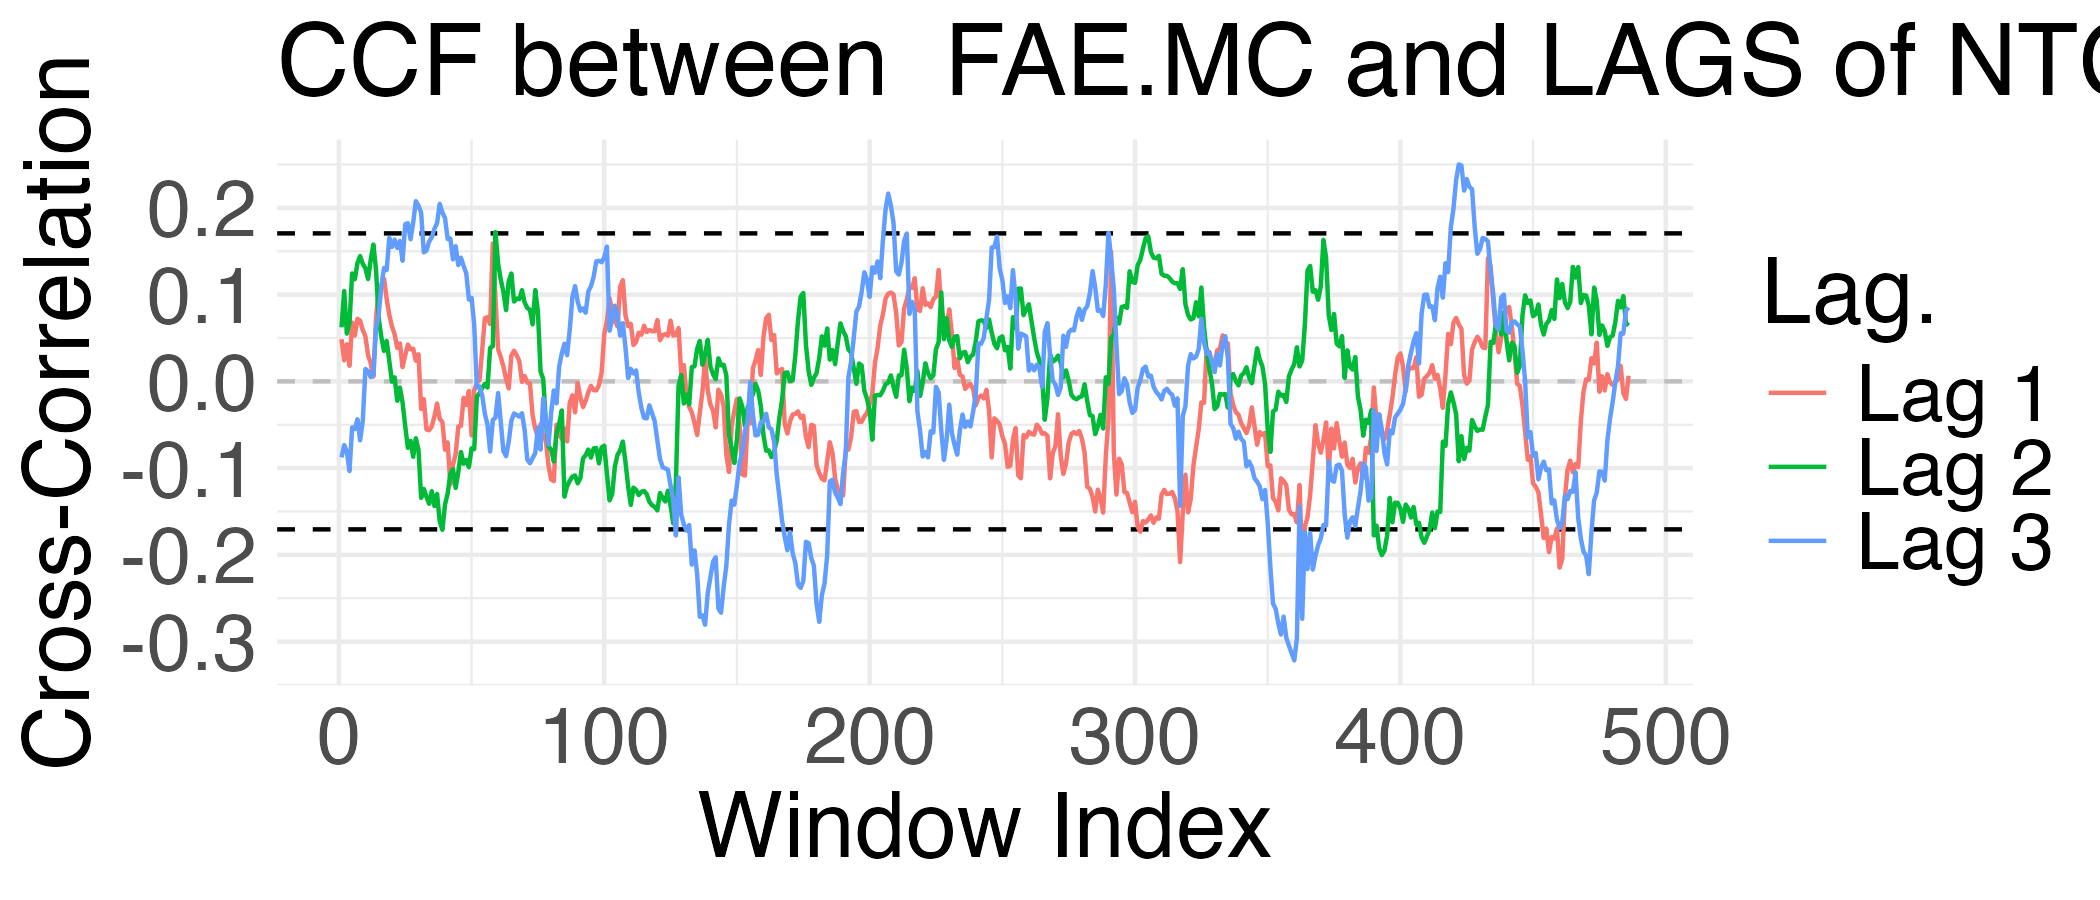 CCF between FAE.MC and LAGS of NTC
Cross-Correlation
0.2
0.1
0.0
-0.1
-0.2
-0.3
0
100
200
300
400
500
Window Index
Lag.
Lag 1
Lag 2
Lag 3